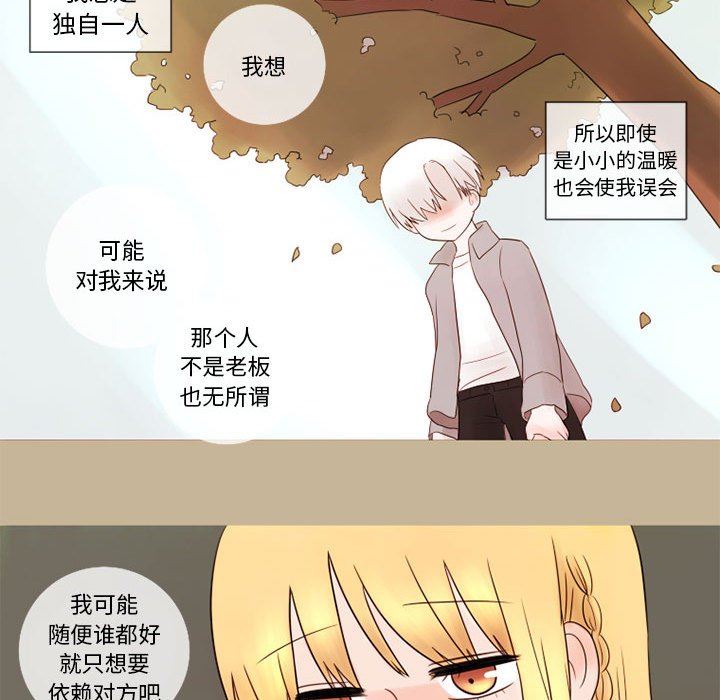 独自一人
我想
所以即使
是小小的温暖
也会使我误会
可能
对我来说
那个人
不是老板
也无所谓
我可能
随便谁都好
就只想要
依赖对方吧